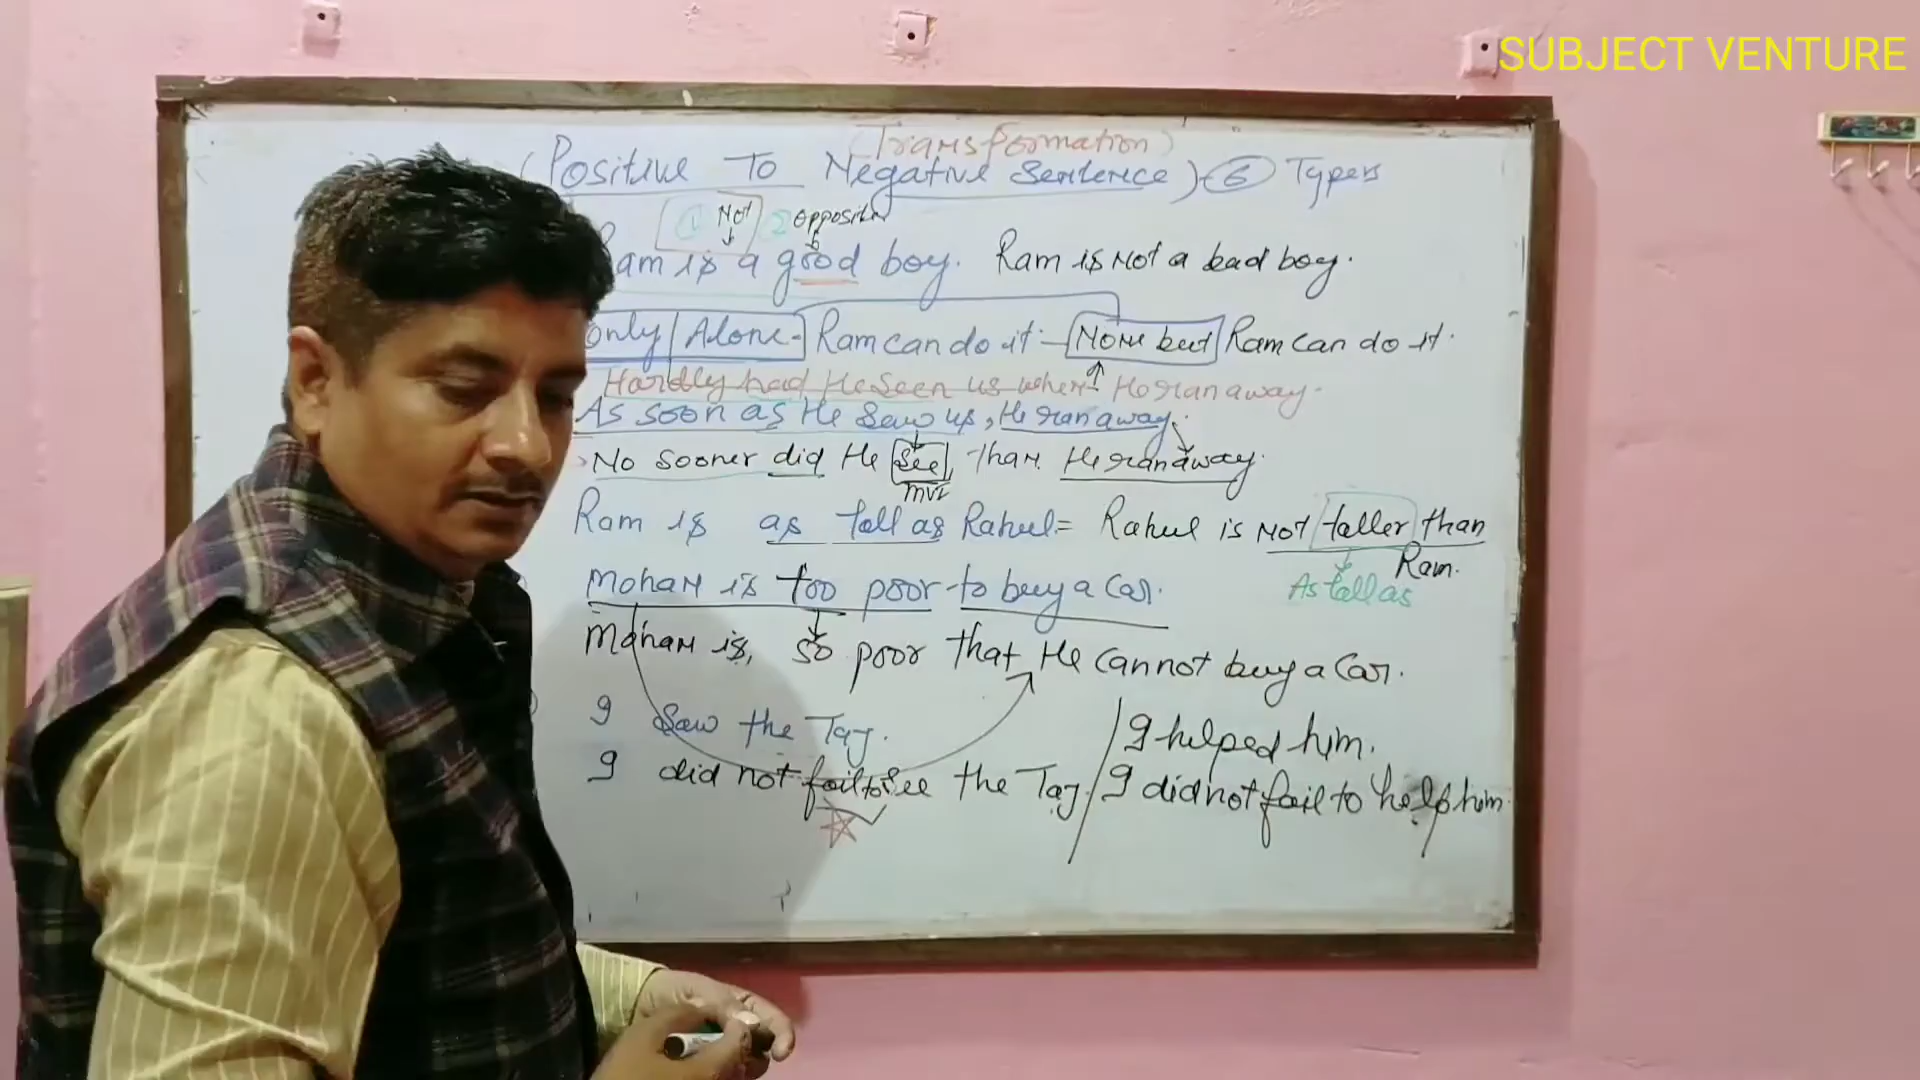 SUBJECT VENTURE
(Transformation)
(Positive To Negative Sentence) 6 Types
1 Not 2 Opposite
Ram is a good boy. Ram is Not a bad boy.
only/Alone - Ram can do it - None but Ram can do it.
Hardly had He seen us when He ran away.
As soon as He saw us, He ran away.
No sooner did He see, than He ran away.
MV1
Ram is as tall as Rahul = Rahul is Not taller than
Ram.
As tall as
Mohan is too poor to buy a Car.
Mohan is, so poor that He cannot buy a Car.
I saw the Taj.
I did not fail to see the Taj.
I helped him.
I did not fail to help him.